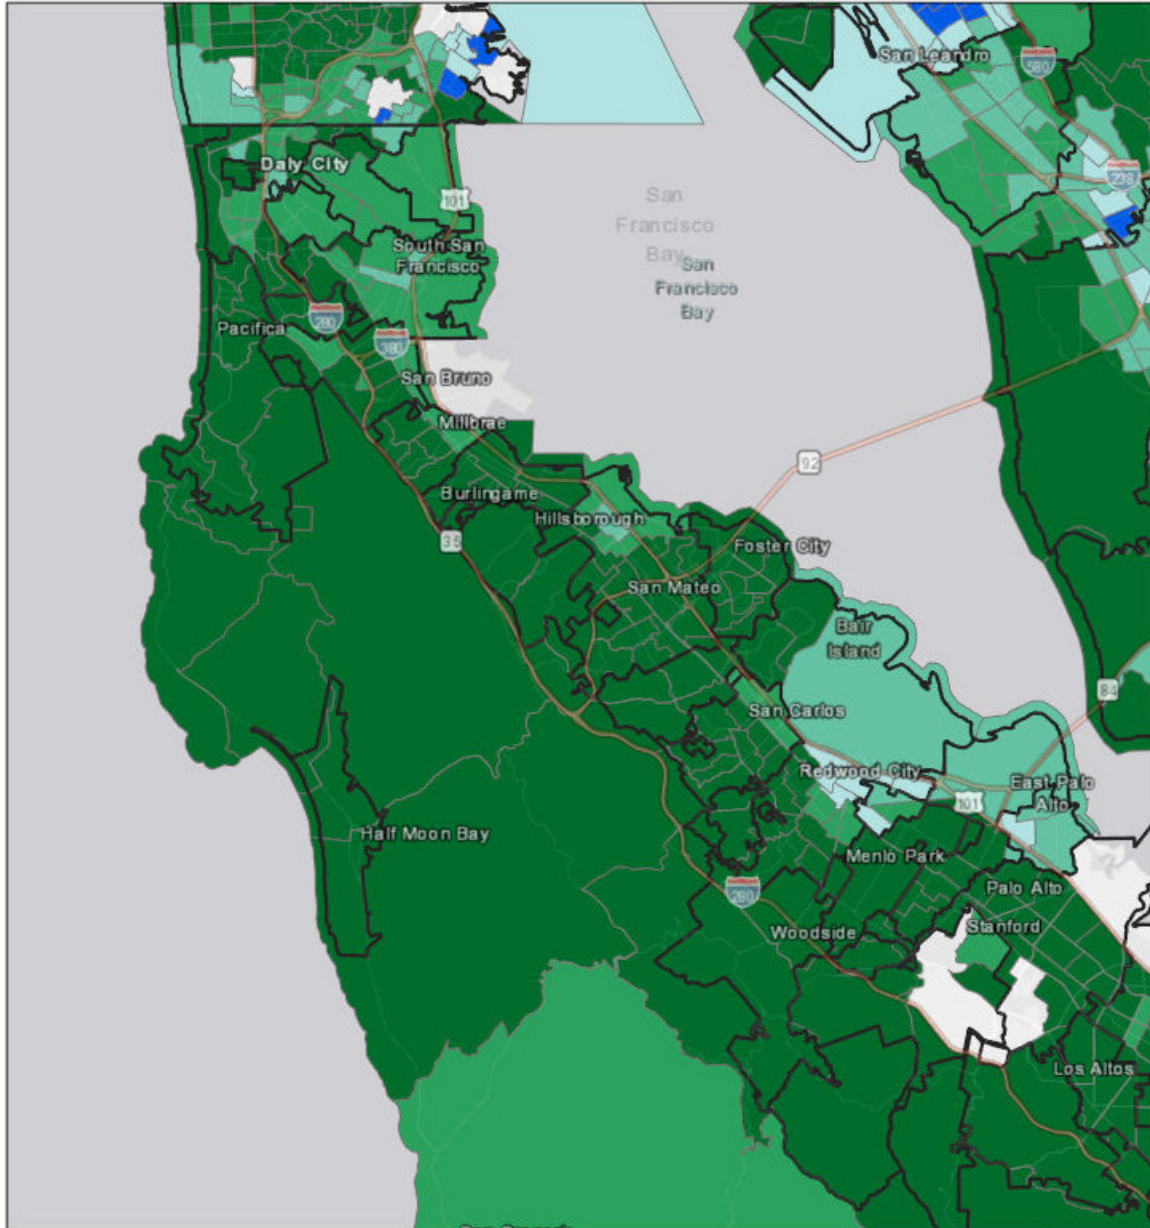 San Leandro
580
Daly City
238
101
San
Francisco
Bay
South San
Francisco
San
Francisco
Bay
Pacifica
280
380
San Bruno
Millbrae
92
Burlingame
Hillsborough
35
Foster City
San Mateo
Bair
Island
84
San Carlos
Redwood City
East Palo
Alto
101
Half Moon Bay
Menlo Park
Palo Alto
280
Woodside
Stanford
Los Altos